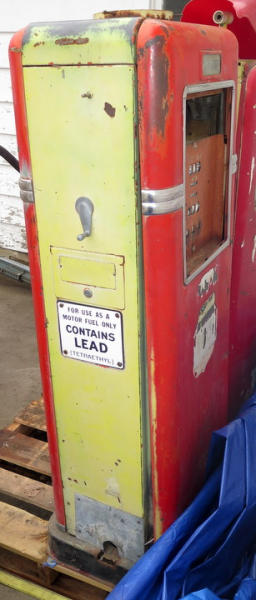 FOR USE AS A
MOTOR FUEL ONLY
CONTAINS
LEAD
(TETRAETHYL)